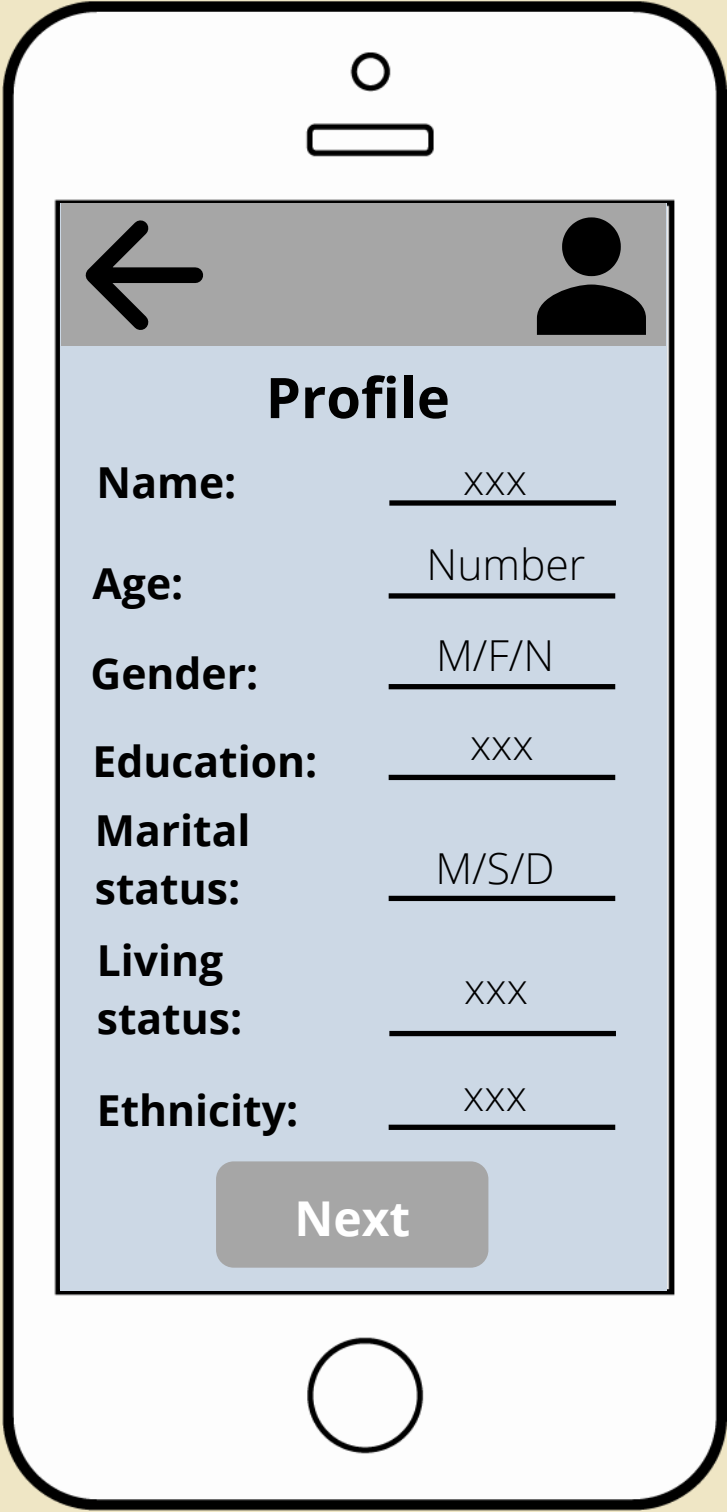 Profile
Name: xxx
Age: Number
Gender: M/F/N
Education: xxx
Marital
status: M/S/D
Living
status: xxx
Ethnicity: xxx
Next